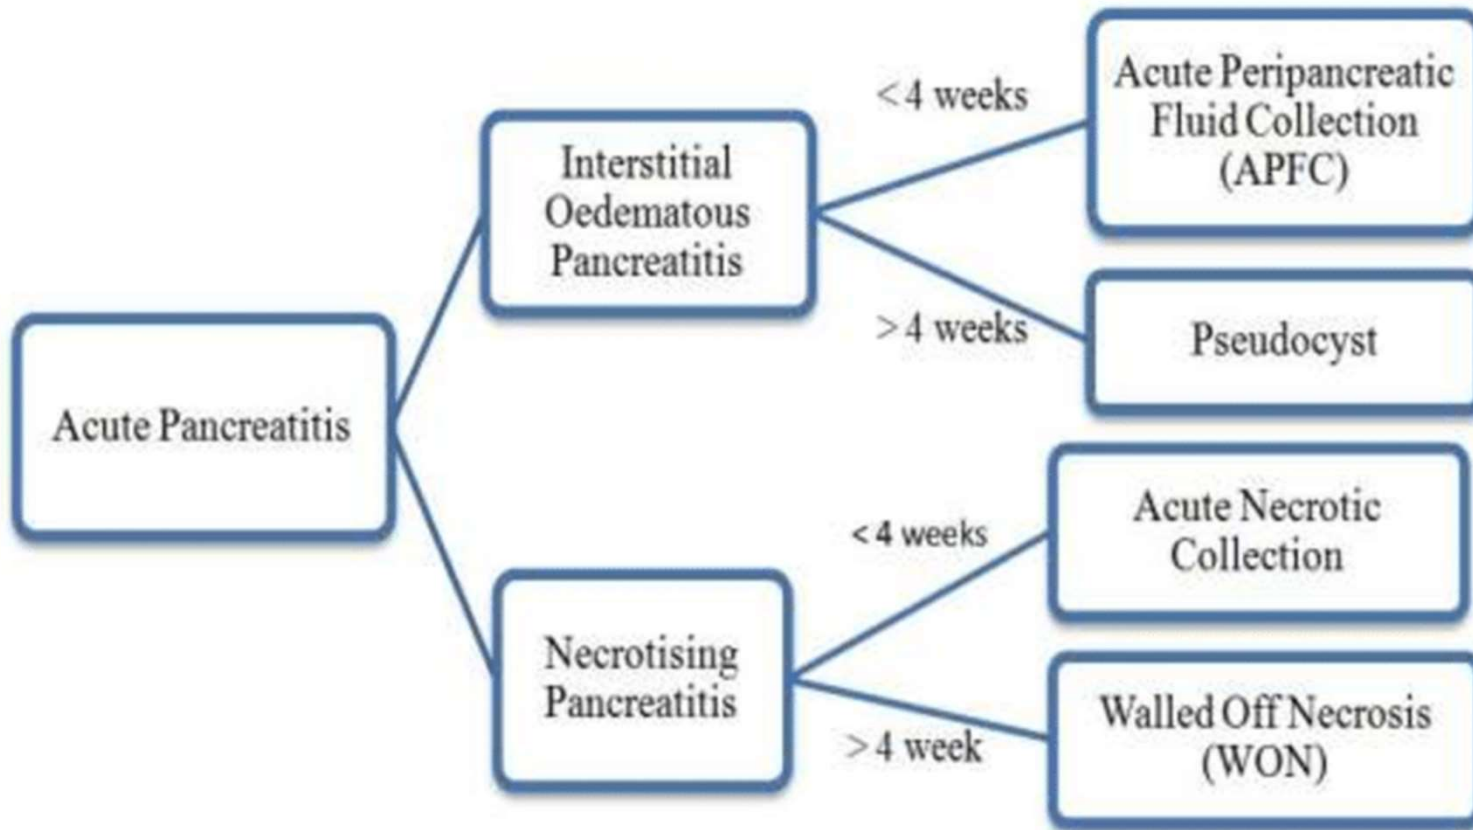 Acute Pancreatitis
Interstitial
Oedematous
Pancreatitis
< 4 weeks
Acute Peripancreatic
Fluid Collection
(APFC)
> 4 weeks
Pseudocyst
Necrotising
Pancreatitis
< 4 weeks
Acute Necrotic
Collection
> 4 week
Walled Off Necrosis
(WON)